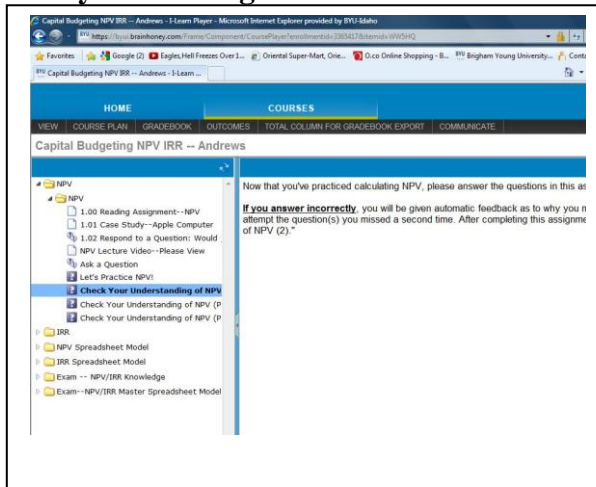 Capital Budgeting NPV IRR -- Andrews - I-Learn Player - Microsoft Internet Explorer provided by BYU-Idaho
https://byui.brainhoney.com/Frame/Component/CoursePlayer?enrollmentid=
Favorites Google (2) Eagles, Hell Freezes Over 1... Oriental Super-Mart, Orie... O.co Online Shopping - B... BYU Brigham Young University...
BYU Capital Budgeting NPV IRR -- Andrews - I-Learn ...
HOME COURSES
VIEW COURSE PLAN GRADEBOOK OUTCOMES TOTAL COLUMN FOR GRADEBOOK EXPORT COMMUNICATE
Capital Budgeting NPV IRR -- Andrews
NPV
NPV
1.00 Reading Assignment--NPV
1.01 Case Study--Apple Computer
1.02 Respond to a Question: Would
NPV Lecture Video--Please View
Ask a Question
Let's Practice NPV!
Check Your Understanding of NPV
Check Your Understanding of NPV (P
Check Your Understanding of NPV (P
IRR
NPV Spreadsheet Model
IRR Spreadsheet Model
Exam -- NPV/IRR Knowledge
Exam--NPV/IRR Master Spreadsheet Model
Now that you've practiced calculating NPV, please answer the questions in this as
If you answer incorrectly, you will be given automatic feedback as to why you
attempt the question(s) you missed a second time. After completing this assignme
of NPV (2)."